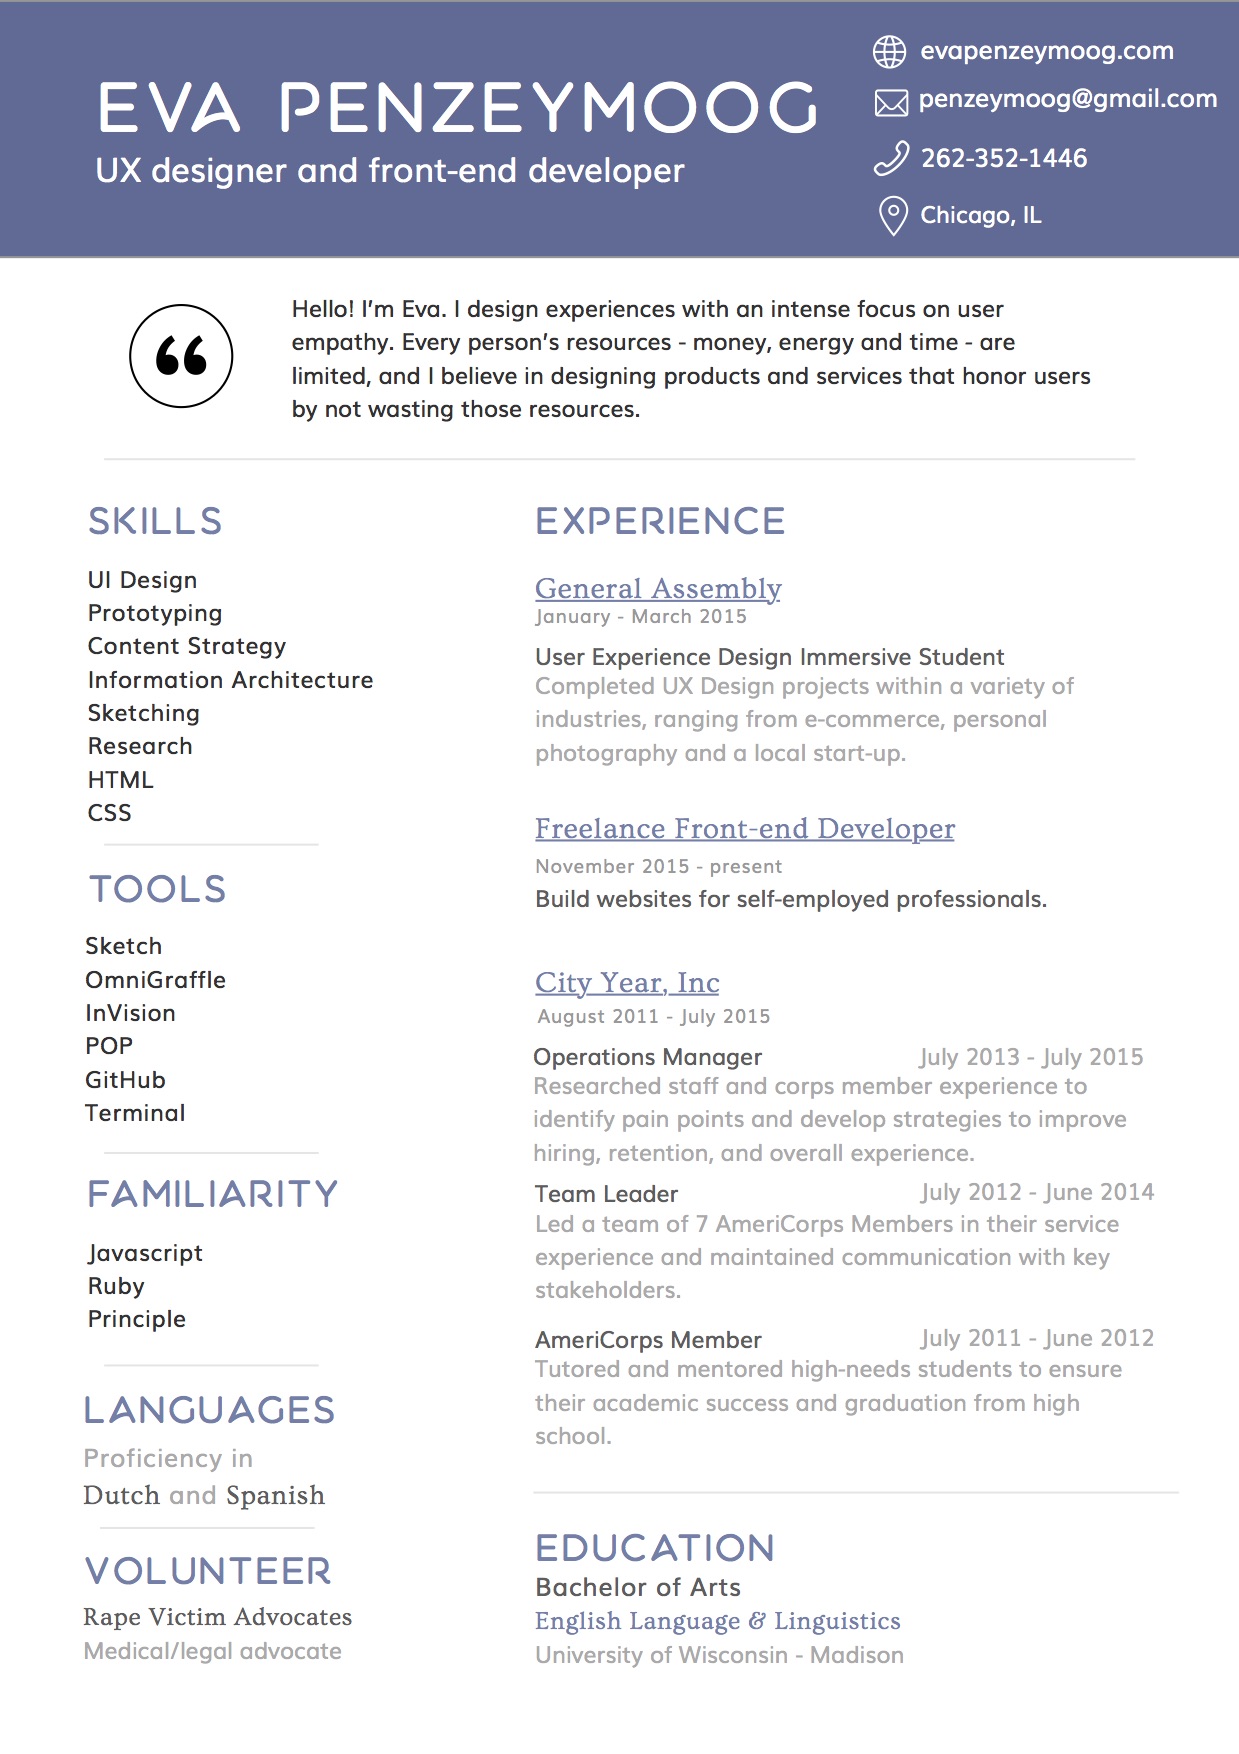 EVA PENZEYMOOG
UX designer and front-end developer
evapenzeymoog.com
penzeymoog@gmail.com
262-352-1446
Chicago, IL
Hello! I'm Eva. I design experiences with an intense focus on user
empathy. Every person's resources - money, energy and time - are
limited, and I believe in designing products and services that honor users
by not wasting those resources.
SKILLS
UI Design
Prototyping
Content Strategy
Information Architecture
Sketching
Research
HTML
CSS
TOOLS
Sketch
OmniGraffle
InVision
POP
GitHub
Terminal
FAMILIARITY
Javascript
Ruby
Principle
LANGUAGES
Proficiency in
Dutch and Spanish
VOLUNTEER
Rape Victim Advocates
Medical/legal advocate
EXPERIENCE
General Assembly
January - March 2015
User Experience Design Immersive Student
Completed UX Design projects within a variety of
industries, ranging from e-commerce, personal
photography and a local start-up.
Freelance Front-end Developer
November 2015 - present
Build websites for self-employed professionals.
City Year, Inc
August 2011 - July 2015
Operations Manager July 2013 - July 2015
Researched staff and corps member experience to
identify pain points and develop strategies to improve
hiring, retention, and overall experience.
Team Leader July 2012 - June 2014
Led a team of 7 AmeriCorps Members in their service
experience and maintained communication with key
stakeholders.
AmeriCorps Member July 2011 - June 2012
Tutored and mentored high-needs students to ensure
their academic success and graduation from high
school.
EDUCATION
Bachelor of Arts
English Language & Linguistics
University of Wisconsin - Madison